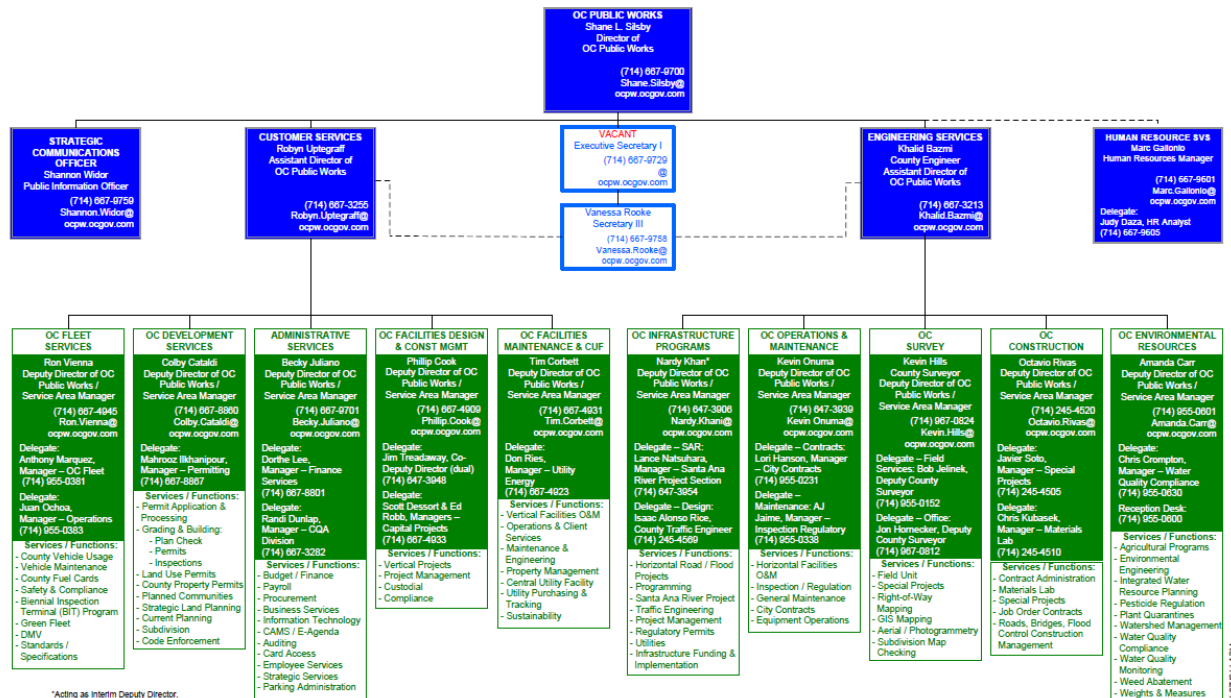 OC PUBLIC WORKS
Shane L. Silsby
Director of
OC Public Works
(714) 667-9700
Shane.Silsby@
ocpw.ocgov.com
STRATEGIC
COMMUNICATIONS
OFFICER
Shannon Widor
Public Information Officer
(714) 667-9759
Shannon.Widor@
ocpw.ocgov.com
CUSTOMER SERVICES
Robyn Uptegraff
Assistant Director of
OC Public Works
(714) 667-3255
Robyn.Uptegraff@
ocpw.ocgov.com
VACANT
Executive Secretary I
(714) 667-9729
@
ocpw.ocgov.com
Vanessa Rooke
Secretary III
(714) 667-9758
Vanessa.Rooke@
ocpw.ocgov.com
ENGINEERING SERVICES
Khalid Bazmi
County Engineer
Assistant Director of
OC Public Works
(714) 667-3213
Khalid.Bazmi@
ocpw.ocgov.com
HUMAN RESOURCE SVS
Marc Gallonio
Human Resources Manager
(714) 667-9601
Marc.Gallonio@
ocpw.ocgov.com
Delegate:
Judy Daza, HR Analyst
(714) 667-9605
OC FLEET
SERVICES
Ron Vienna
Deputy Director of OC
Public Works /
Service Area Manager
(714) 667-4945
Ron.Vienna@
ocpw.ocgov.com
Delegate:
Anthony Marquez,
Manager – OC Fleet
(714) 955-0381
Delegate:
Juan Ochoa,
Manager – Operations
(714) 955-0383
Services / Functions:
- County Vehicle Usage
- Vehicle Maintenance
- County Fuel Cards
- Safety & Compliance
- Biennial Inspection
Terminal (BIT) Program
- Green Fleet
- DMV
- Standards /
Specifications
OC DEVELOPMENT
SERVICES
Colby Cataldi
Deputy Director of OC
Public Works /
Service Area Manager
(714) 667-8860
Colby.Cataldi@
ocpw.ocgov.com
Delegate:
Mahrooz Ilkhanipour,
Manager – Permitting
(714) 667-8867
Services / Functions:
- Permit Application &
Processing
- Grading & Building:
- Plan Check
- Permits
- Inspections
- Land Use Permits
- County Property Permits
- Planned Communities
- Strategic Land Planning
- Current Planning
- Subdivision
- Code Enforcement
ADMINISTRATIVE
SERVICES
Becky Juliano
Deputy Director of OC
Public Works /
Service Area Manager
(714) 667-9701
Becky.Juliano@
ocpw.ocgov.com
Delegate:
Dorthe Lee,
Manager – Finance
Services
(714) 667-8801
Delegate:
Randi Dunlap,
Manager – CQA
Division
(714) 667-3282
Services / Functions:
- Budget / Finance
- Payroll
- Procurement
- Business Services
- Information Technology
- CAMS / E-Agenda
- Auditing
- Card Access
- Employee Services
- Strategic Services
- Parking Administration
OC FACILITIES DESIGN
& CONST MGMT
Phillip Cook
Deputy Director of OC
Public Works /
Service Area Manager
(714) 667-4909
Phillip.Cook@
ocpw.ocgov.com
Delegate:
Jim Treadaway, Co-
Deputy Director (dual)
(714) 647-3948
Delegate:
Scott Dessort & Ed
Robb, Managers –
Capital Projects
(714) 667-4933
Services / Functions:
- Vertical Projects
- Project Management
- Custodial
- Compliance
OC FACILITIES
MAINTENANCE & CUF
Tim Corbett
Deputy Director of OC
Public Works /
Service Area Manager
(714) 667-4931
Tim.Corbett@
ocpw.ocgov.com
Delegate:
Don Ries,
Manager – Utility
Energy
(714) 667-4923
Services / Functions:
- Vertical Facilities O&M
- Operations & Client
Services
- Maintenance &
Engineering
- Property Management
- Central Utility Facility
- Utility Purchasing &
Tracking
- Sustainability
OC INFRASTRUCTURE
PROGRAMS
Nardy Khan*
Deputy Director of OC
Public Works /
Service Area Manager
(714) 647-3906
Nardy.Khan@
ocpw.ocgov.com
Delegate – SAR:
Lance Natsuhara,
Manager – Santa Ana
River Project Section
(714) 647-3954
Delegate – Design:
Isaac Alonso Rice,
County Traffic Engineer
(714) 245-4569
Services / Functions:
- Horizontal Road / Flood
Projects
- Programming
- Santa Ana River Project
- Traffic Engineering
- Project Management
- Regulatory Permits
- Utilities
- Infrastructure Funding &
Implementation
OC OPERATIONS &
MAINTENANCE
Kevin Onuma
Deputy Director of OC
Public Works /
Service Area Manager
(714) 647-3939
Kevin Onuma@
ocpw.ocgov.com
Delegate – Contracts:
Lori Hanson, Manager
– City Contracts
(714) 955-0231
Delegate –
Maintenance: AJ
Jaime, Manager –
Inspection Regulatory
(714) 955-0338
Services / Functions:
- Horizontal Facilities
O&M
- Inspection / Regulation
- General Maintenance
- City Contracts
- Equipment Operations
OC
SURVEY
Kevin Hills
County Surveyor
Deputy Director of OC
Public Works /
Service Area Manager
(714) 967-0824
Kevin.Hills@
ocpw.ocgov.com
Delegate – Field
Services: Bob Jelinek,
Deputy County
Surveyor
(714) 955-0152
Delegate – Office:
Jon Hornecker, Deputy
County Surveyor
(714) 967-0812
Services / Functions:
- Field Unit
- Special Projects
- Right-of-Way
Mapping
- GIS Mapping
- Aerial / Photogrammetry
- Subdivision Map
Checking
OC
CONSTRUCTION
Octavio Rivas
Deputy Director of OC
Public Works /
Service Area Manager
(714) 245-4520
Octavio.Rivas@
ocpw.ocgov.com
Delegate:
Javier Soto,
Manager – Special
Projects
(714) 245-4505
Delegate:
Chris Kubasek,
Manager – Materials
Lab
(714) 245-4510
Services / Functions:
- Contract Administration
- Materials Lab
- Special Projects
- Job Order Contracts
- Roads, Bridges, Flood
Control Construction
Management
OC ENVIRONMENTAL
RESOURCES
Amanda Carr
Deputy Director of OC
Public Works /
Service Area Manager
(714) 955-0601
Amanda.Carr@
ocpw.ocgov.com
Delegate:
Chris Crompton,
Manager – Water
Quality Compliance
(714) 955-0630
Reception Desk:
(714) 955-0600
Services / Functions:
- Agricultural Programs
- Environmental
Engineering
- Integrated Water
Resource Planning
- Pesticide Regulation
- Plant Quarantines
- Watershed Management
- Water Quality
Compliance
- Water Quality
Monitoring
- Weed Abatement
- Weights & Measures
*Acting as Interim Deputy Director.